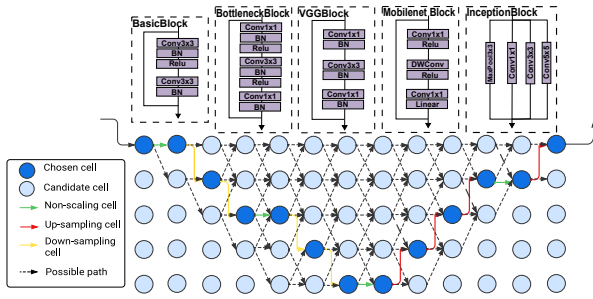 BasicBlock
Conv3x3
BN
Relu
Conv3x3
BN
BottleneckBlock
Conv1x1
BN
Relu
Conv3x3
BN
Relu
Conv1x1
BN
VGGBlock
Conv1x1
BN
Conv3x3
BN
Conv1x1
BN
Mobilenet Block
Conv1x1
Relu
DWConv
Relu
Conv1x1
Linear
InceptionBlock
MaxPool3x3
Conv1x1
Conv3x3
Conv5x5
Chosen cell
Candidate cell
Non-scaling cell
Up-sampling cell
Down-sampling
cell
Possible path